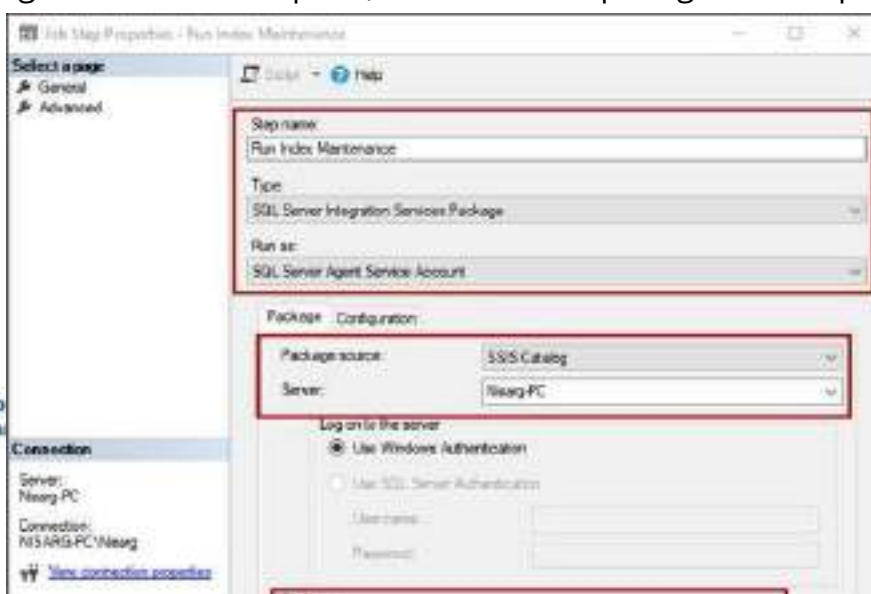 Job Step Properties - Run Index Maintenance
Select a page
General
Advanced
Script
Help
Step name:
Run Index Maintenance
Type:
SQL Server Integration Services Package
Run as:
SQL Server Agent Service Account
Package
Configuration
Package source:
SSIS Catalog
Server:
Nisarg-PC
Log on to the server
Use Windows Authentication
Use SQL Server Authentication
User name:
Password:
Connection
Server:
Nisarg-PC
Connection:
NISARG-PC\Nisarg
View connection properties